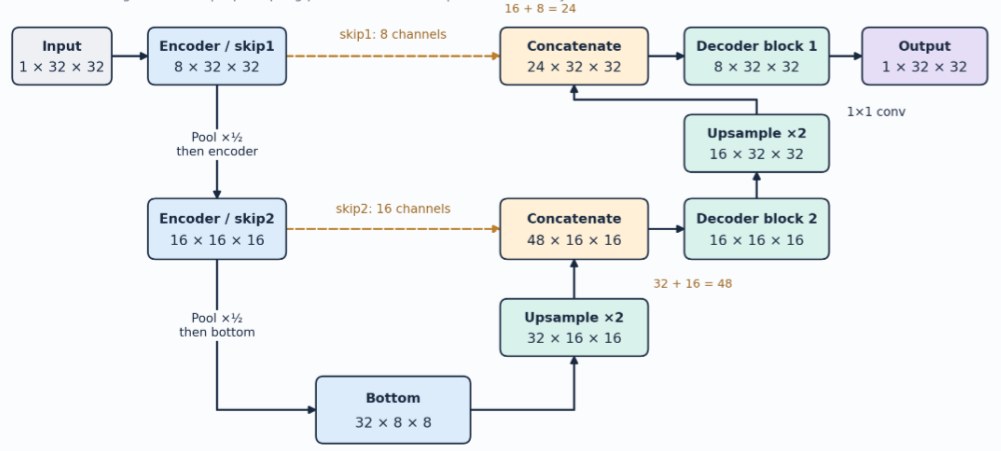 16 + 8 = 24
Input
1 × 32 × 32
Encoder / skip1
8 × 32 × 32
skip1: 8 channels
Concatenate
24 × 32 × 32
Decoder block 1
8 × 32 × 32
Output
1 × 32 × 32
1×1 conv
Pool ×½
then encoder
Upsample ×2
16 × 32 × 32
Encoder / skip2
16 × 16 × 16
skip2: 16 channels
Concatenate
48 × 16 × 16
Decoder block 2
16 × 16 × 16
32 + 16 = 48
Pool ×½
then bottom
Upsample ×2
32 × 16 × 16
Bottom
32 × 8 × 8